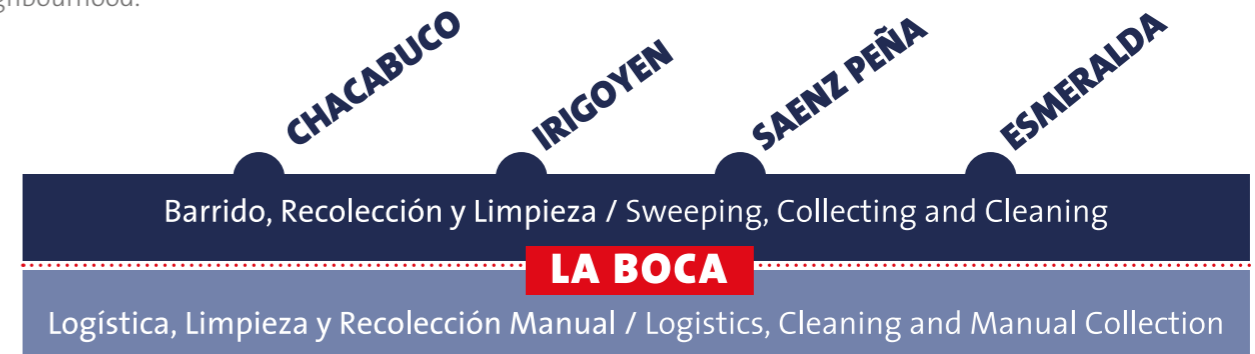 CHACABUCO
IRIGOYEN
SAENZ PEÑA
ESMERALDA
Barrido, Recolección y Limpieza / Sweeping, Collecting and Cleaning
LA BOCA
Logística, Limpieza y Recolección Manual / Logistics, Cleaning and Manual Collection